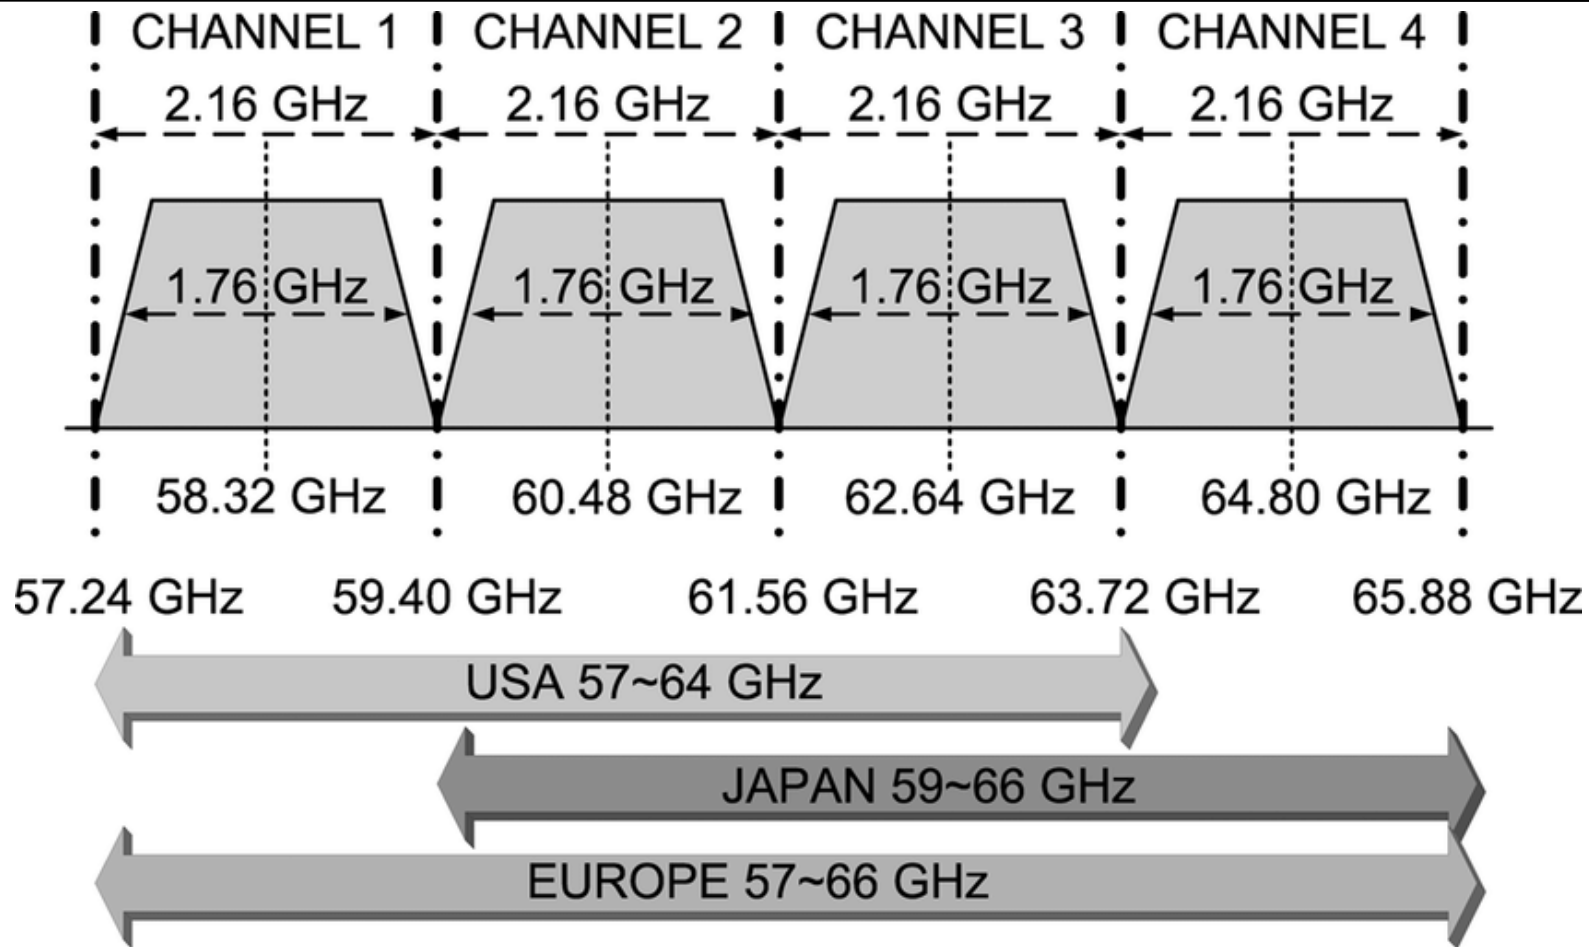 CHANNEL 1 CHANNEL 2 CHANNEL 3 CHANNEL 4
2.16 GHz 2.16 GHz 2.16 GHz 2.16 GHz
1.76 GHz 1.76 GHz 1.76 GHz 1.76 GHz
58.32 GHz 60.48 GHz 62.64 GHz 64.80 GHz
57.24 GHz 59.40 GHz 61.56 GHz 63.72 GHz 65.88 GHz
USA 57~64 GHz
JAPAN 59~66 GHz
EUROPE 57~66 GHz